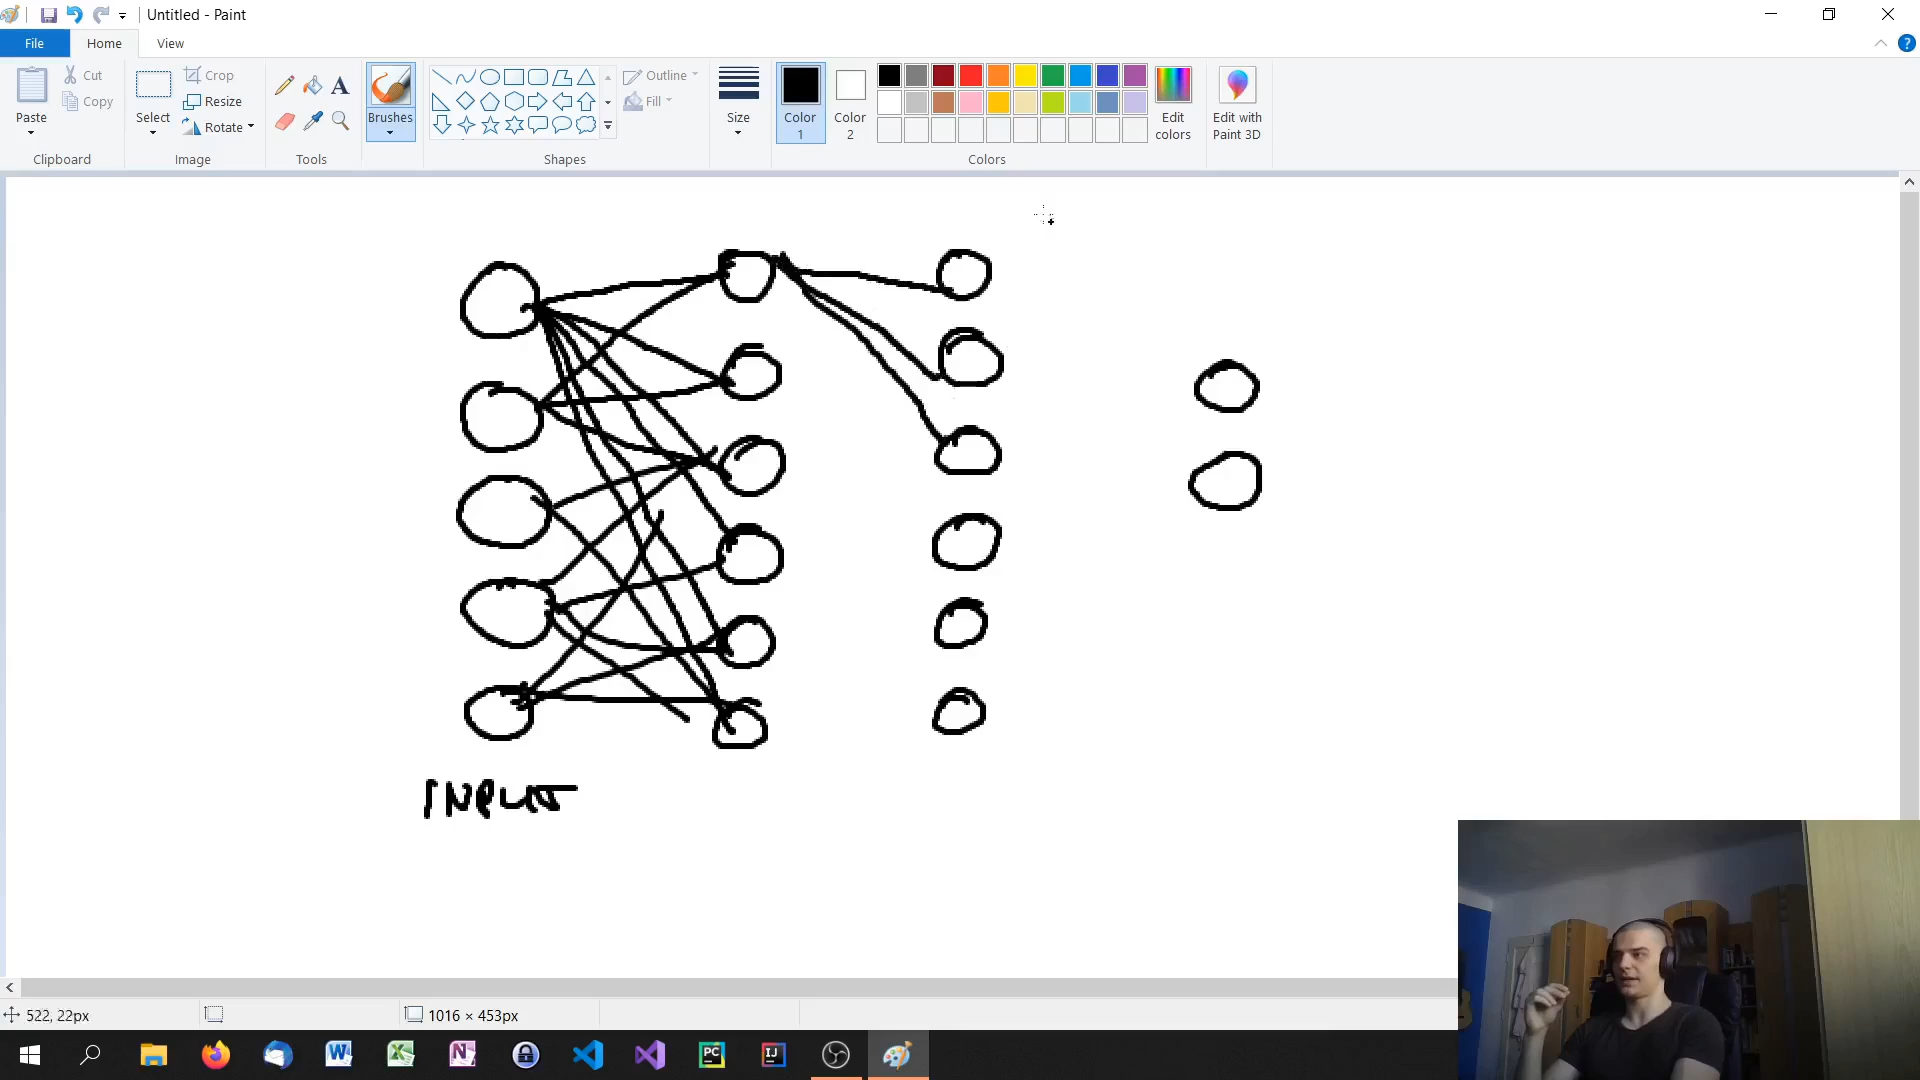 Untitled - Paint
File Home View
Paste
Cut
Copy
Clipboard
Select
Crop
Resize
Rotate
Image
Tools
Brushes
Shapes
Outline
Fill
Size
Color 1
Color 2
Edit colors
Edit with Paint 3D
Colors
INPUT
522, 22px
1016 × 453px